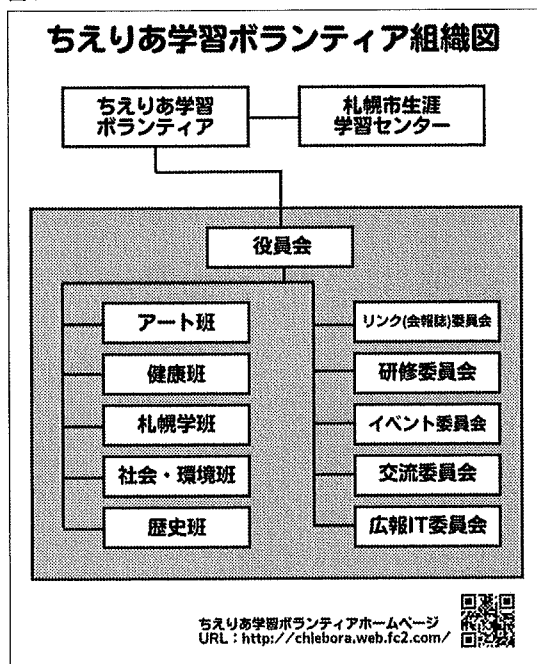 ちえりあ学習ボランティア組織図
ちえりあ学習
ボランティア
札幌市生涯
学習センター
役員会
アート班
健康班
札幌学班
社会・環境班
歴史班
リンク(会報誌)委員会
研修委員会
イベント委員会
交流委員会
広報IT委員会
ちえりあ学習ボランティアホームページ
URL：http://chlebora.web.fc2.com/